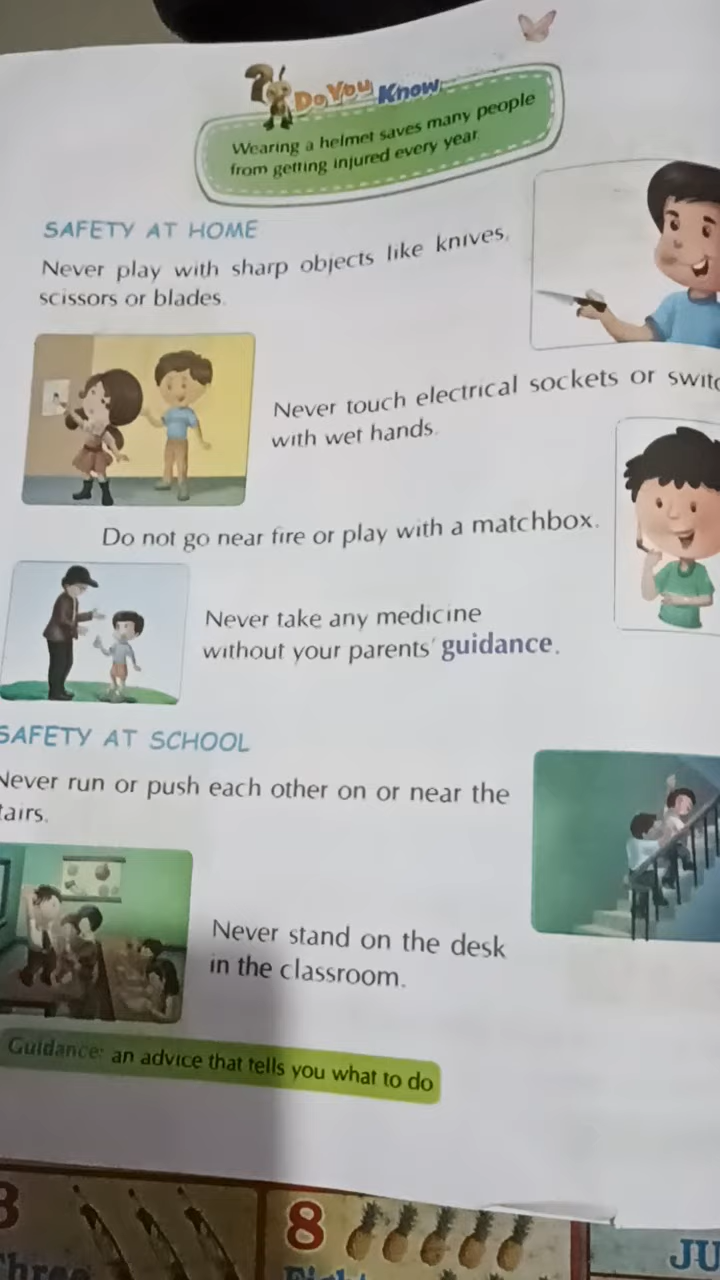 Do You Know
Wearing a helmet saves many people
from getting injured every year.
SAFETY AT HOME
Never play with sharp objects like knives,
scissors or blades.
Never touch electrical sockets or
with wet hands.
Do not go near fire or play with a matchbox.
Never take any medicine
without your parents' guidance.
SAFETY AT SCHOOL
Never run or push each other on or near the
Never stand on the desk
in the classroom.
Guidance: an advice that tells you what to do
8